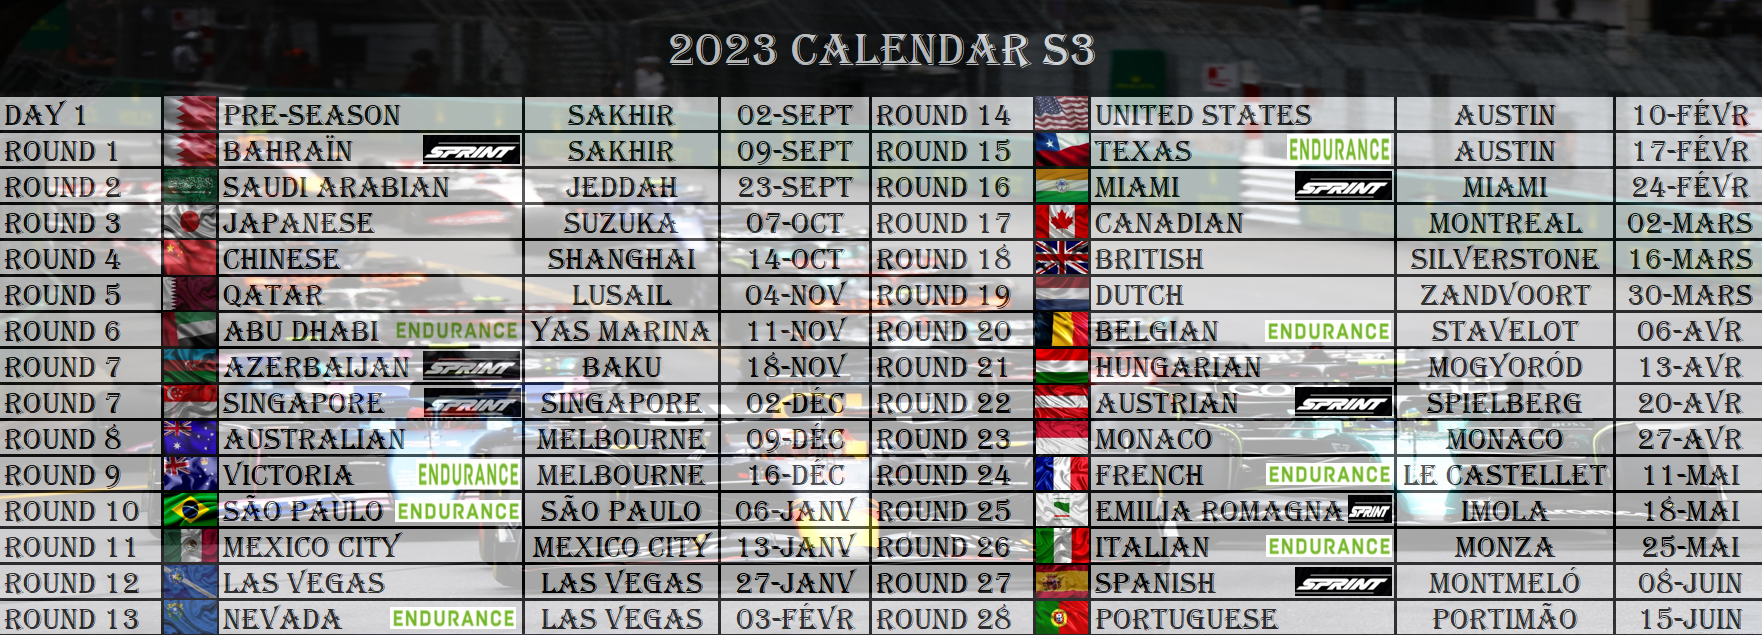 2023 CALENDAR S3
DAY 1 PRE-SEASON SAKHIR 02-SEPT
ROUND 1 BAHRAÏN SPRINT SAKHIR 09-SEPT
ROUND 2 SAUDI ARABIAN JEDDAH 23-SEPT
ROUND 3 JAPANESE SUZUKA 07-OCT
ROUND 4 CHINESE SHANGHAI 14-OCT
ROUND 5 QATAR LUSAIL 04-NOV
ROUND 6 ABU DHABI ENDURANCE YAS MARINA 11-NOV
ROUND 7 AZERBAIJAN SPRINT BAKU 18-NOV
ROUND 7 SINGAPORE SPRINT SINGAPORE 02-DÉC
ROUND 8 AUSTRALIAN MELBOURNE 09-DÉC
ROUND 9 VICTORIA ENDURANCE MELBOURNE 16-DÉC
ROUND 10 SÃO PAULO ENDURANCE SÃO PAULO 06-JANV
ROUND 11 MEXICO CITY MEXICO CITY 13-JANV
ROUND 12 LAS VEGAS LAS VEGAS 27-JANV
ROUND 13 NEVADA ENDURANCE LAS VEGAS 03-FÉVR
ROUND 14 UNITED STATES AUSTIN 10-FÉVR
ROUND 15 TEXAS ENDURANCE AUSTIN 17-FÉVR
ROUND 16 MIAMI SPRINT MIAMI 24-FÉVR
ROUND 17 CANADIAN MONTREAL 02-MARS
ROUND 18 BRITISH SILVERSTONE 16-MARS
ROUND 19 DUTCH ZANDVOORT 30-MARS
ROUND 20 BELGIAN ENDURANCE STAVELOT 06-AVR
ROUND 21 HUNGARIAN MOGYORÓD 13-AVR
ROUND 22 AUSTRIAN SPRINT SPIELBERG 20-AVR
ROUND 23 MONACO MONACO 27-AVR
ROUND 24 FRENCH ENDURANCE LE CASTELLET 11-MAI
ROUND 25 EMILIA ROMAGNA SPRINT IMOLA 18-MAI
ROUND 26 ITALIAN ENDURANCE MONZA 25-MAI
ROUND 27 SPANISH SPRINT MONTMELÓ 08-JUIN
ROUND 28 PORTUGUESE PORTIMÃO 15-JUIN